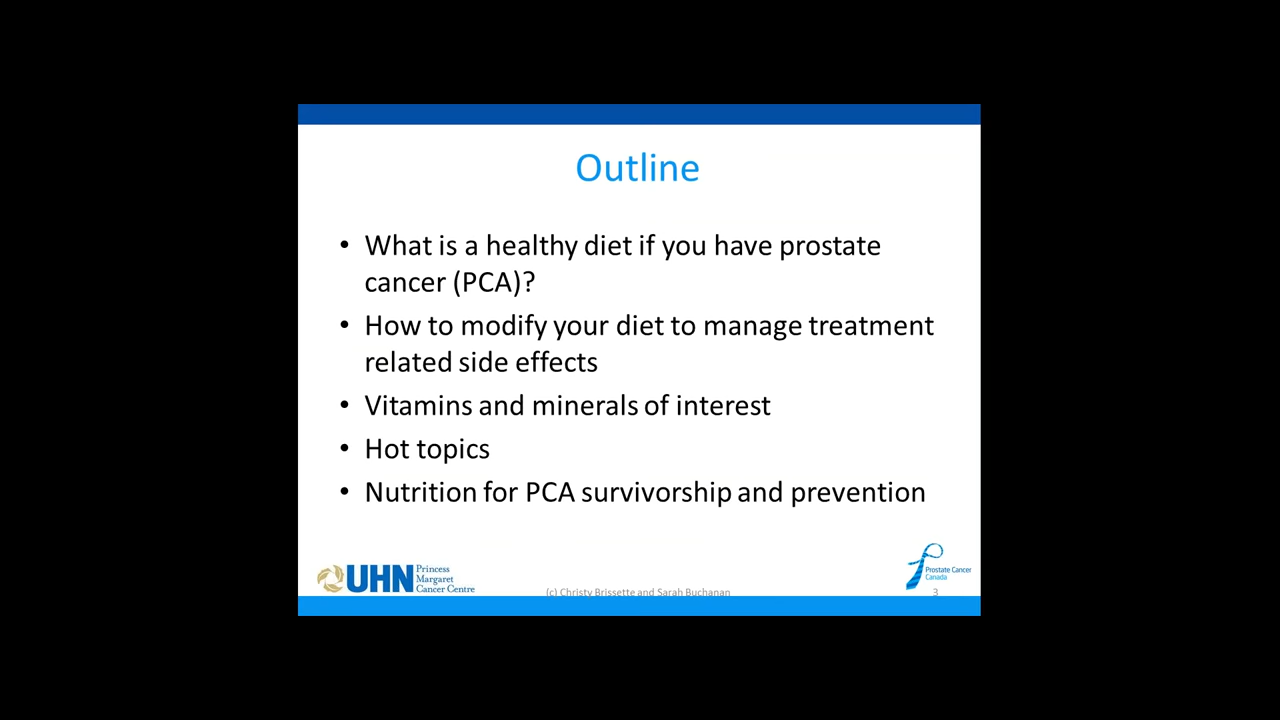 Outline
• What is a healthy diet if you have prostate
cancer (PCA)?
• How to modify your diet to manage treatment
related side effects
• Vitamins and minerals of interest
• Hot topics
• Nutrition for PCA survivorship and prevention
UHN
Princess
Margaret
Cancer Centre
(c) Christy Brissette and Sarah Buchanan
Prostate Cancer
Canada
3